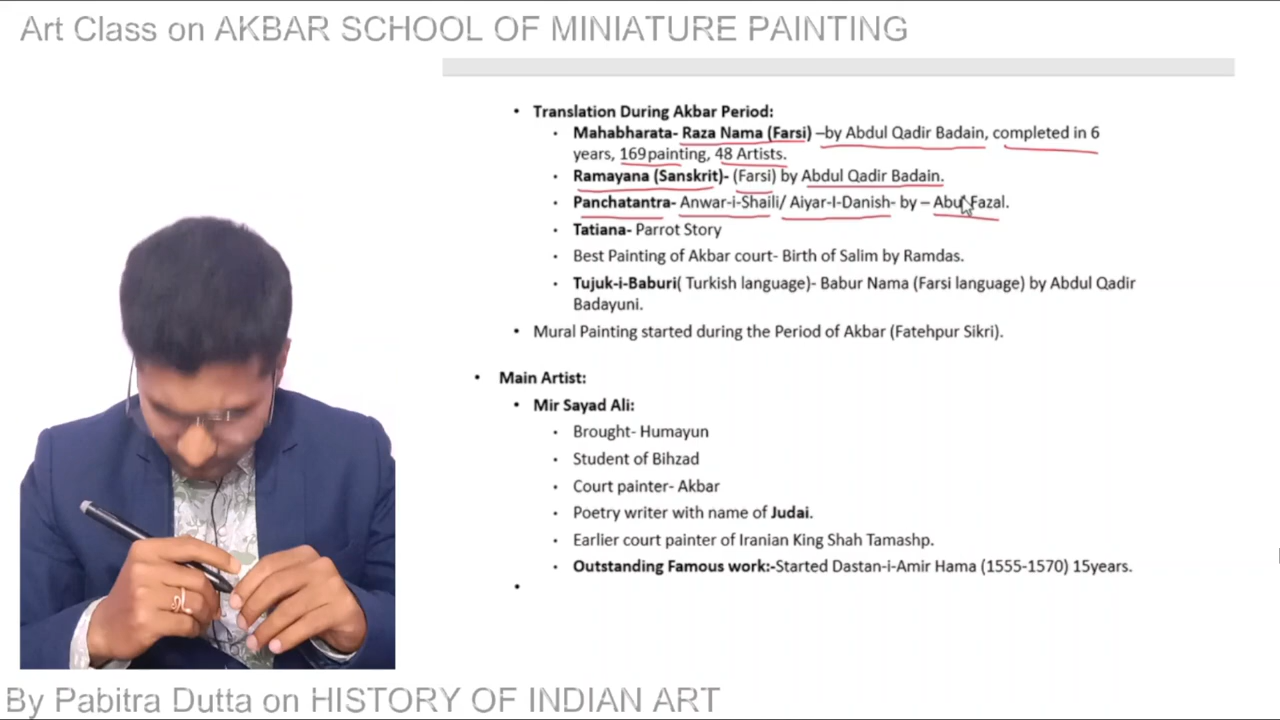 Art Class on AKBAR SCHOOL OF MINIATURE PAINTING
• Translation During Akbar Period:
• Mahabharata- Raza Nama (Farsi) –by Abdul Qadir Badain, completed in 6
years, 169painting, 48 Artists.
• Ramayana (Sanskrit)- (Farsi) by Abdul Qadir Badain.
• Panchatantra- Anwar-i-Shaili/ Aiyar-I-Danish- by – Abul Fazal.
• Tatiana- Parrot Story
• Best Painting of Akbar court- Birth of Salim by Ramdas.
• Tujuk-i-Baburi( Turkish language)- Babur Nama (Farsi language) by Abdul Qadir
Badayuni.
• Mural Painting started during the Period of Akbar (Fatehpur Sikri).
• Main Artist:
• Mir Sayad Ali:
• Brought- Humayun
• Student of Bihzad
• Court painter- Akbar
• Poetry writer with name of Judai.
• Earlier court painter of Iranian King Shah Tamashp.
• Outstanding Famous work:-Started Dastan-i-Amir Hama (1555-1570) 15years.
By Pabitra Dutta on HISTORY OF INDIAN ART